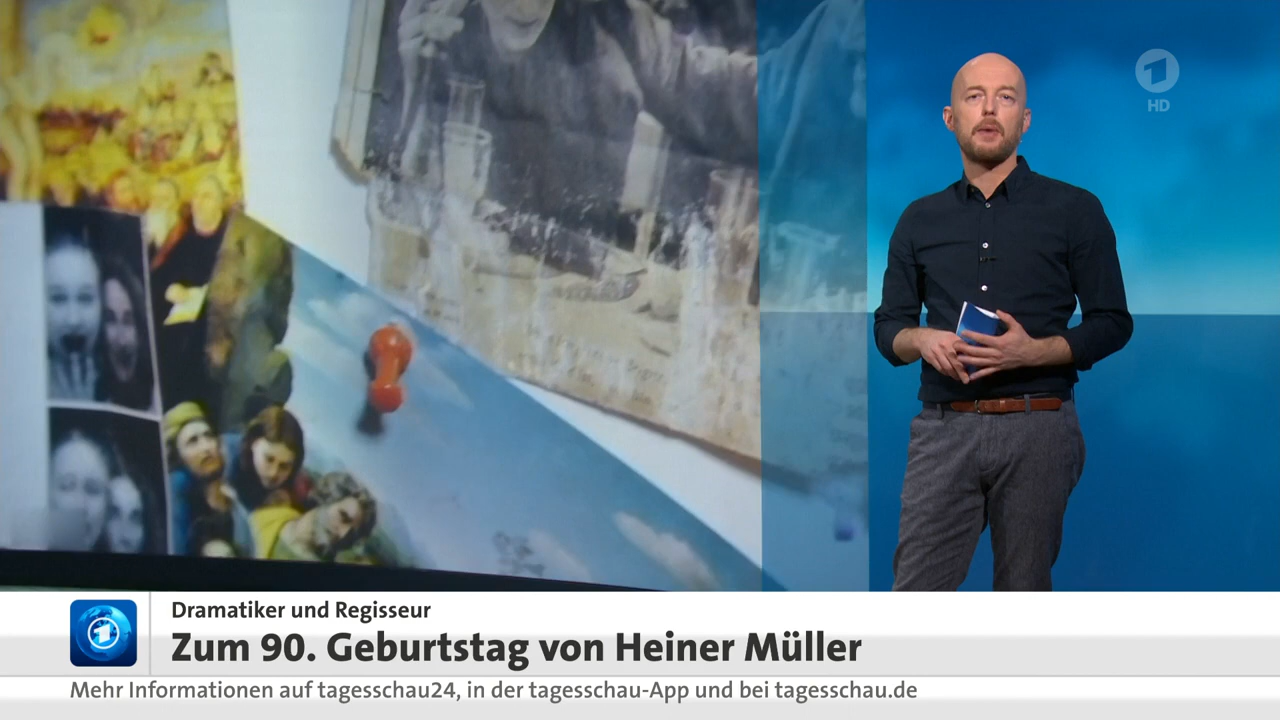 1
HD
Dramatiker und Regisseur
Zum 90. Geburtstag von Heiner Müller
Mehr Informationen auf tagesschau24, in der tagesschau-App und bei tagesschau.de